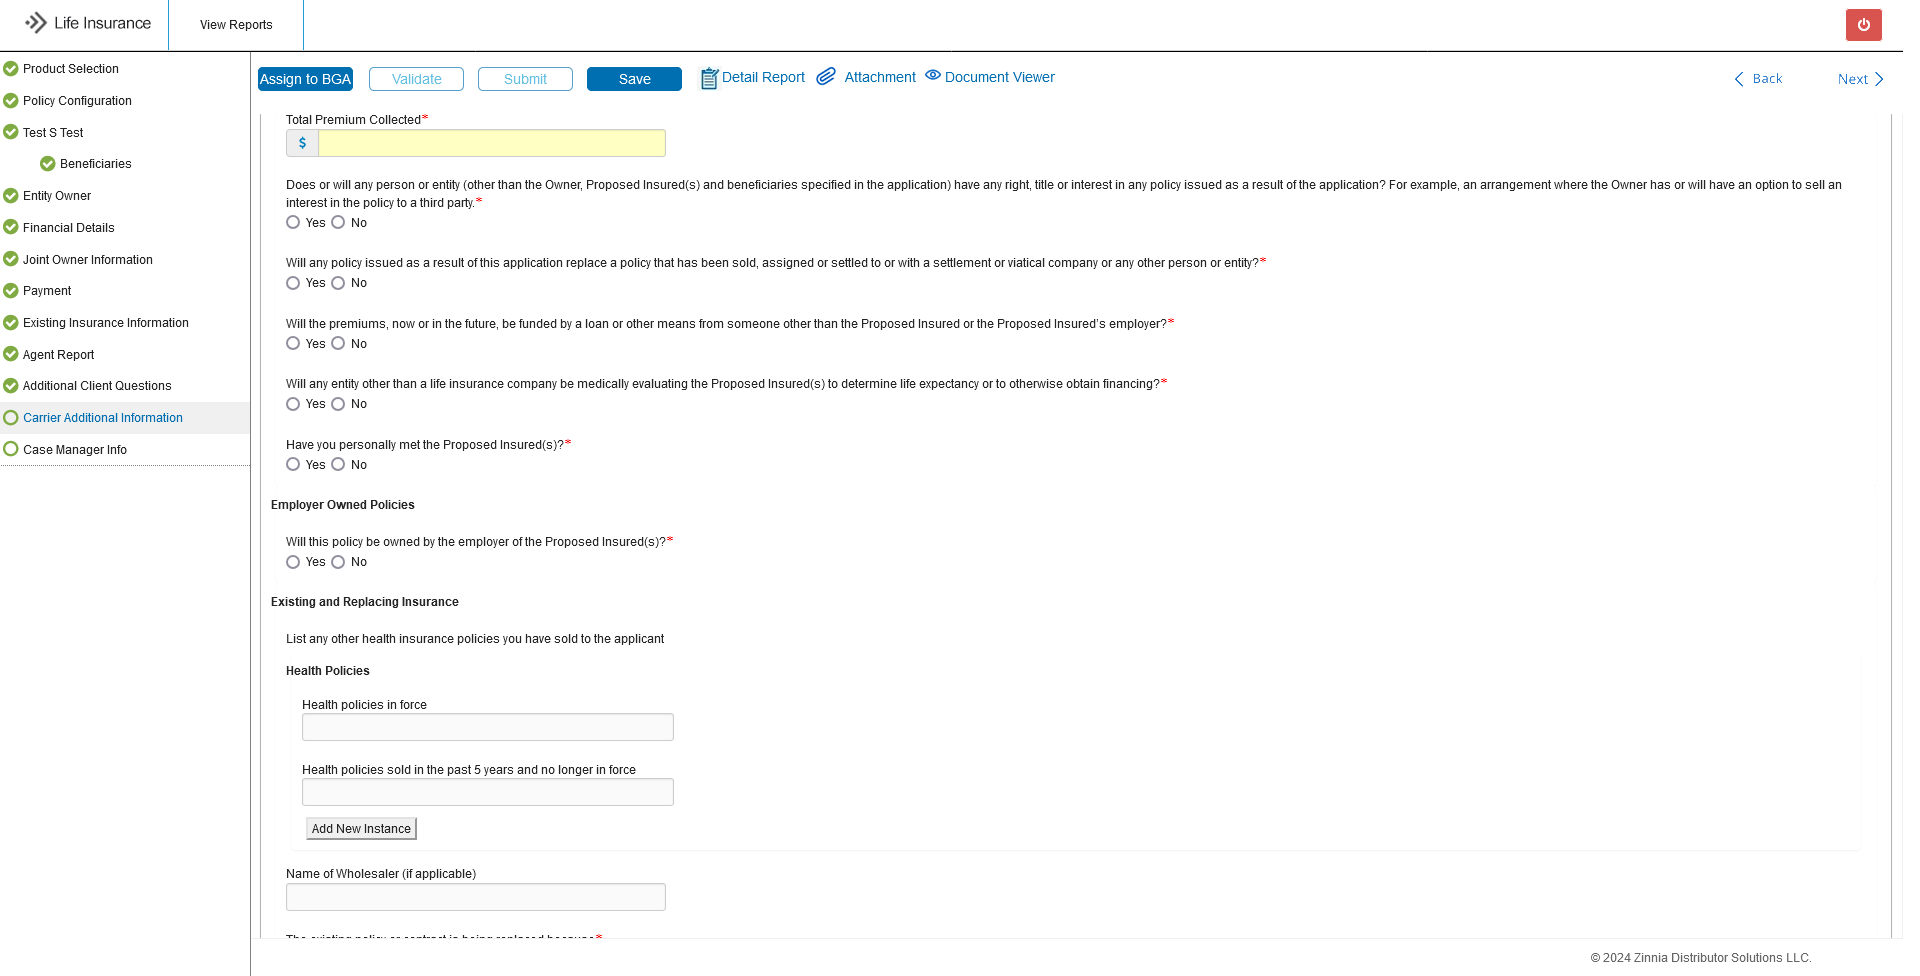 Life Insurance
View Reports
Product Selection
Policy Configuration
Test S Test
Beneficiaries
Entity Owner
Financial Details
Joint Owner Information
Payment
Existing Insurance Information
Agent Report
Additional Client Questions
Carrier Additional Information
Case Manager Info
Assign to BGA
Validate
Submit
Save
Detail Report
Attachment
Document Viewer
Back
Next
Total Premium Collected*
$
Does or will any person or entity (other than the Owner, Proposed Insured(s) and beneficiaries specified in the application) have any right, title or interest in any policy issued as a result of the application? For example, an arrangement where the Owner has or will have an option to sell an
interest in the policy to a third party.*
Yes No
Will any policy issued as a result of this application replace a policy that has been sold, assigned or settled to or with a settlement or viatical company or any other person or entity?*
Yes No
Will the premiums, now or in the future, be funded by a loan or other means from someone other than the Proposed Insured or the Proposed Insured's employer?*
Yes No
Will any entity other than a life insurance company be medically evaluating the Proposed Insured(s) to determine life expectancy or to otherwise obtain financing?*
Yes No
Have you personally met the Proposed Insured(s)?*
Yes No
Employer Owned Policies
Will this policy be owned by the employer of the Proposed Insured(s)?*
Yes No
Existing and Replacing Insurance
List any other health insurance policies you have sold to the applicant
Health Policies
Health policies in force
Health policies sold in the past 5 years and no longer in force
Add New Instance
Name of Wholesaler (if applicable)
The existing policy or contract is being replaced because*
© 2024 Zinnia Distributor Solutions LLC.